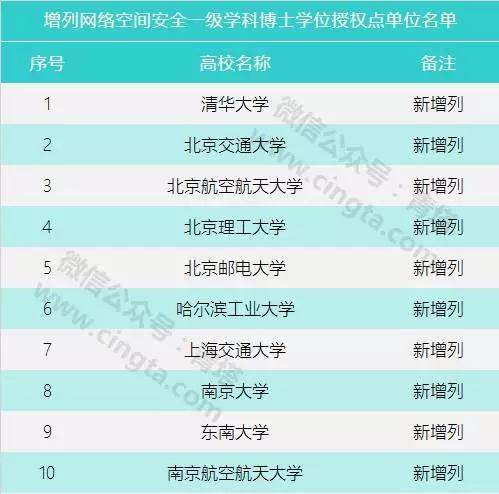 增列网络空间安全一级学科博士学位授权点单位名单
序号 高校名称 备注
1 清华大学 新增列
2 北京交通大学 新增列
3 北京航空航天大学 新增列
4 北京理工大学 新增列
5 北京邮电大学 新增列
6 哈尔滨工业大学 新增列
7 上海交通大学 新增列
8 南京大学 新增列
9 东南大学 新增列
10 南京航空航天大学 新增列
微信公众号：青塔
www.cingta.com
微信公众号：青塔
www.cingta.com